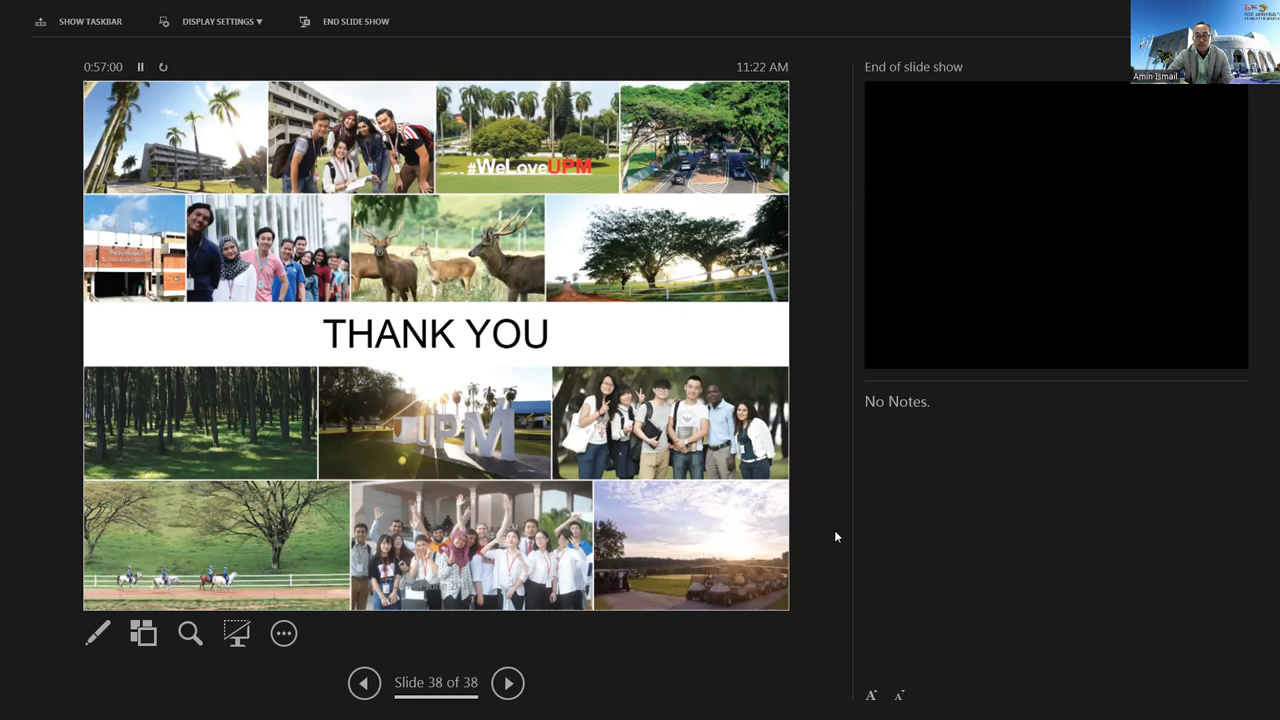 SHOW TASKBAR
DISPLAY SETTINGS ▼
END SLIDE SHOW
Amin Ismail
0:57:00
11:22 AM
End of slide show
#WeLoveUPM
THANK YOU
UPM
No Notes.
Slide 38 of 38
A
A